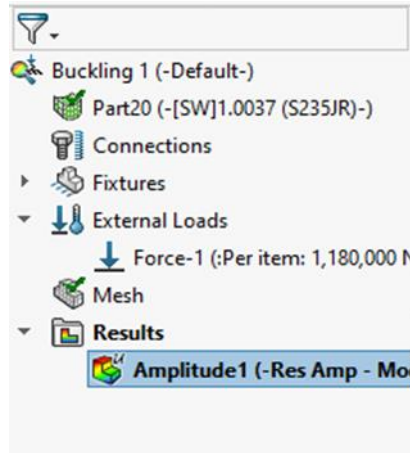 Buckling 1 (-Default-)
Part20 (-[SW]1.0037 (S235JR)-)
Connections
Fixtures
External Loads
Force-1 (:Per item: 1,180,000 N
Mesh
Results
Amplitude1 (-Res Amp - Mo